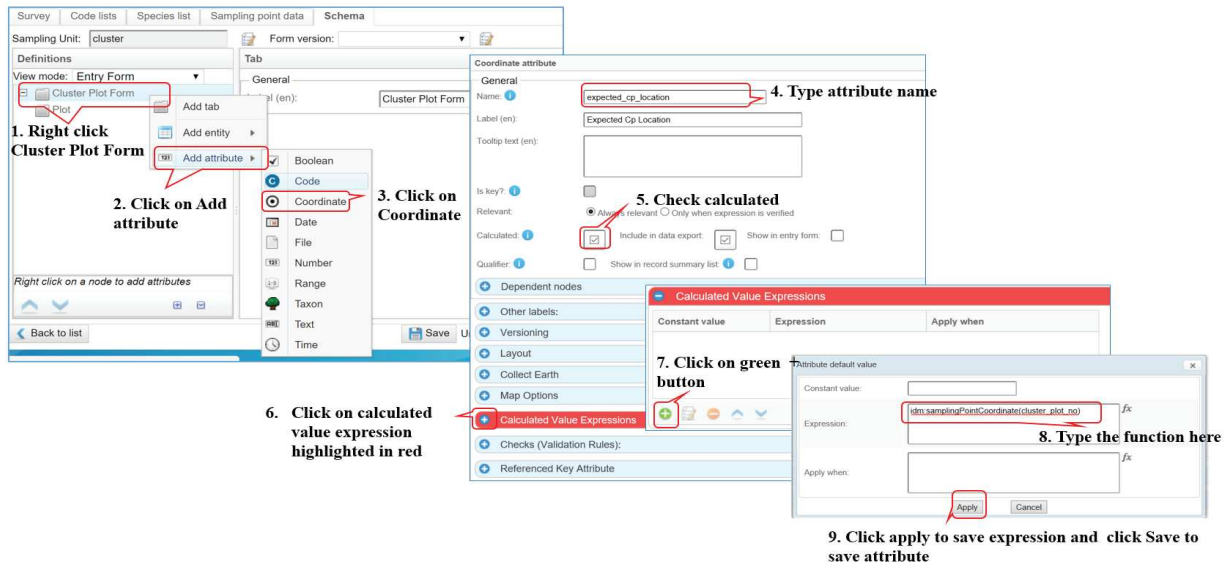 Survey Code lists Species list Sampling point data Schema
Sampling Unit: cluster Form version:
Definitions Tab
View mode: Entry Form
General
Cluster Plot Form
Plot
el (en): Cluster Plot Form
1. Right click
Cluster Plot Form
Add tab
Add entity
Add attribute
2. Click on Add
attribute
Boolean
Code
Coordinate
Date
File
Number
Range
Taxon
Text
Time
3. Click on
Coordinate
Right click on a node to add attributes
Back to list
Save
Coordinate attribute
General
Name: expected_cp_location
4. Type attribute name
Label (en): Expected Cp Location
Tooltip text (en):
Is key?:
5. Check calculated
Relevant: Always relevant Only when expression is verified
Calculated: Include in data export: Show in entry form:
Qualifier: Show in record summary list:
Dependent nodes
Other labels:
Versioning
Layout
Collect Earth
Map Options
Calculated Value Expressions
Checks (Validation Rules):
Referenced Key Attribute
6. Click on calculated
value expression
highlighted in red
Calculated Value Expressions
Constant value Expression Apply when
7. Click on green +
button
Attribute default value
Constant value:
Expression: idm:samplingPointCoordinate(cluster_plot_no) fx
8. Type the function here
Apply when: fx
Apply Cancel
9. Click apply to save expression and click Save to
save attribute